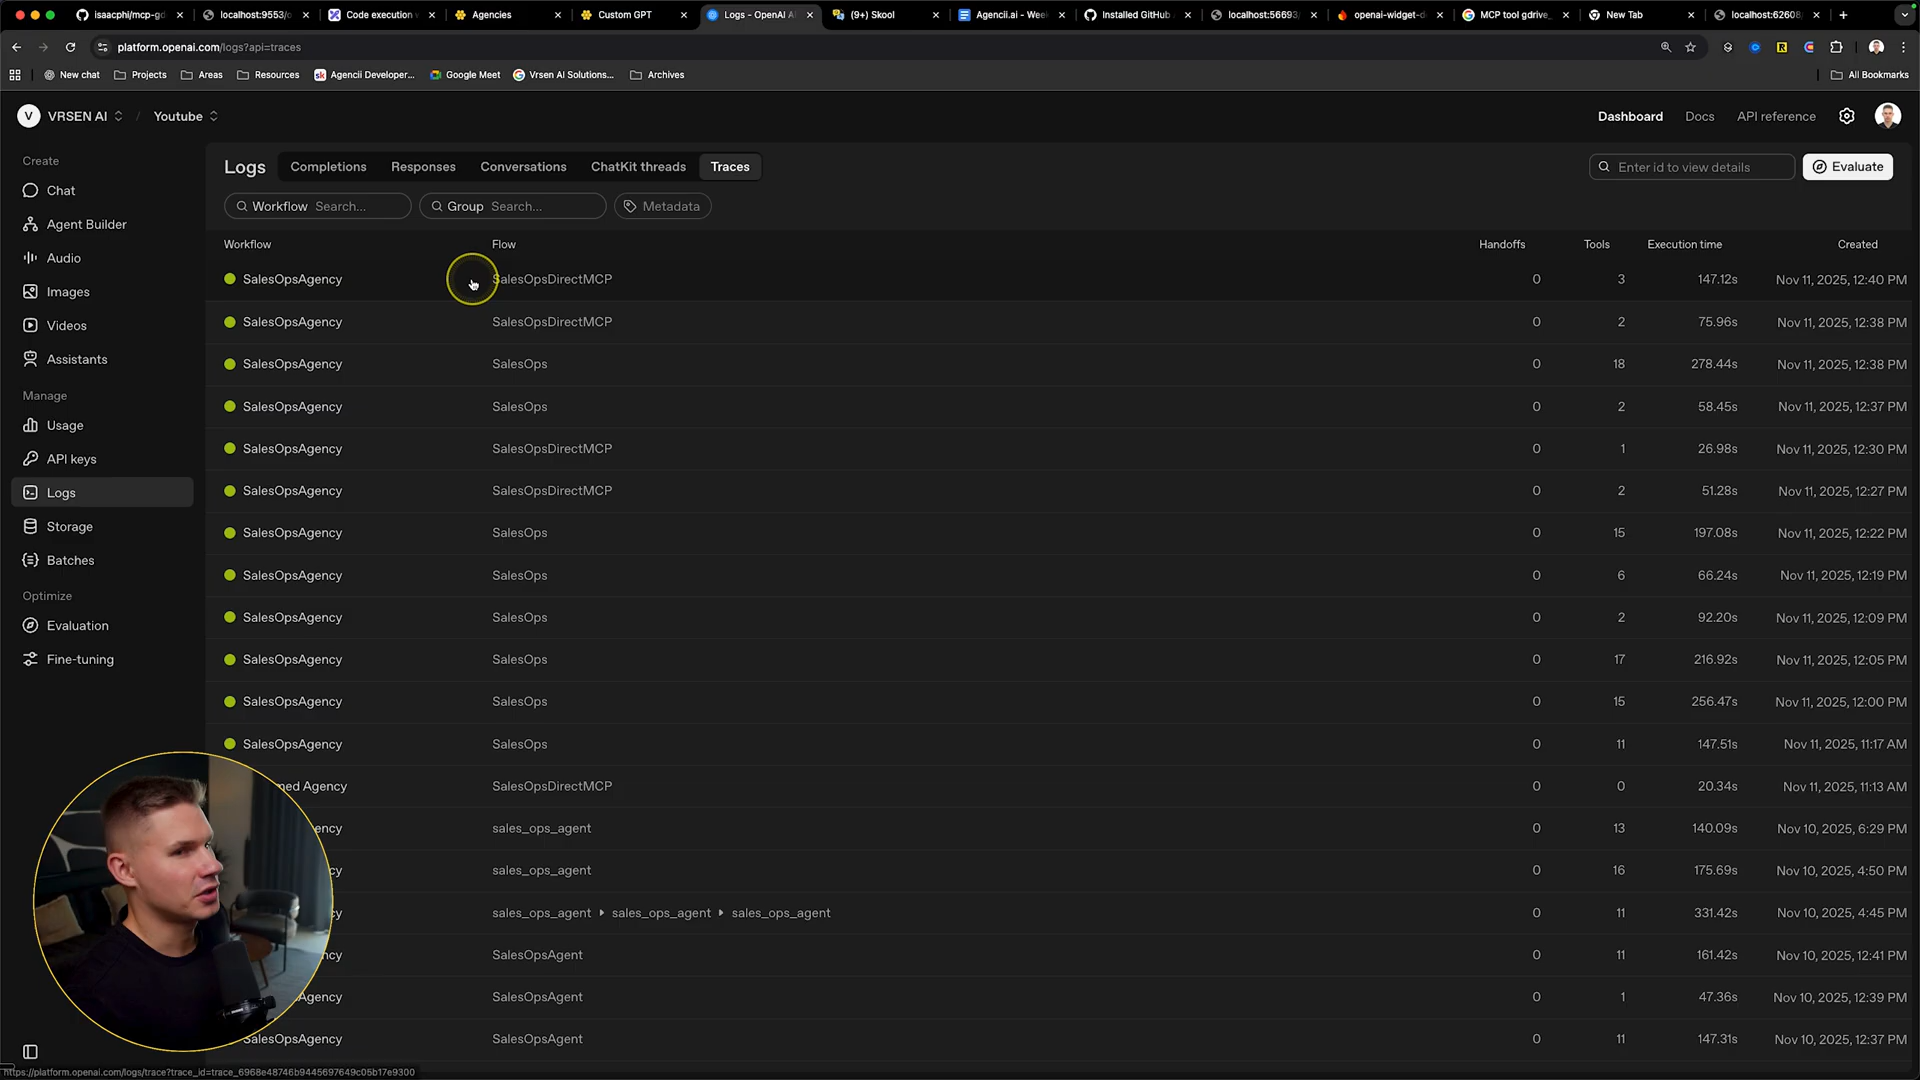 isaacphi/mcp-gd
localhost:9553/o
Code execution
Agencies
Custom GPT
Logs - OpenAI A
(9+) Skool
Agencii.ai - Wee
Installed GitHub
localhost:56693/
openai-widget-d
MCP tool gdrive_
New Tab
localhost:62608
platform.openai.com/logs?api=traces
New chat
Projects
Areas
Resources
Agencii Developer...
Google Meet
Vrsen AI Solutions...
Archives
All Bookmarks
V VRSEN AI / Youtube
Dashboard Docs API reference
Create
Chat
Agent Builder
Audio
Images
Videos
Assistants
Manage
Usage
API keys
Logs
Storage
Batches
Optimize
Evaluation
Fine-tuning
Logs Completions Responses Conversations ChatKit threads Traces
Enter id to view details
Evaluate
Workflow Search... Group Search... Metadata
Workflow Flow Handoffs Tools Execution time Created
SalesOpsAgency SalesOpsDirectMCP 0 3 147.12s Nov 11, 2025, 12:40 PM
SalesOpsAgency SalesOpsDirectMCP 0 2 75.96s Nov 11, 2025, 12:38 PM
SalesOpsAgency SalesOps 0 18 278.44s Nov 11, 2025, 12:38 PM
SalesOpsAgency SalesOps 0 2 58.45s Nov 11, 2025, 12:37 PM
SalesOpsAgency SalesOpsDirectMCP 0 1 26.98s Nov 11, 2025, 12:30 PM
SalesOpsAgency SalesOpsDirectMCP 0 2 51.28s Nov 11, 2025, 12:27 PM
SalesOpsAgency SalesOps 0 15 197.08s Nov 11, 2025, 12:22 PM
SalesOpsAgency SalesOps 0 6 66.24s Nov 11, 2025, 12:19 PM
SalesOpsAgency SalesOps 0 2 92.20s Nov 11, 2025, 12:09 PM
SalesOpsAgency SalesOps 0 17 216.92s Nov 11, 2025, 12:05 PM
SalesOpsAgency SalesOps 0 15 256.47s Nov 11, 2025, 12:00 PM
SalesOpsAgency SalesOps 0 11 147.51s Nov 11, 2025, 11:17 AM
ned Agency SalesOpsDirectMCP 0 0 20.34s Nov 11, 2025, 11:13 AM
ency sales_ops_agent 0 13 140.09s Nov 10, 2025, 6:29 PM
cy sales_ops_agent 0 16 175.69s Nov 10, 2025, 4:50 PM
cy sales_ops_agent sales_ops_agent sales_ops_agent 0 11 331.42s Nov 10, 2025, 4:45 PM
ncy SalesOpsAgent 0 11 161.42s Nov 10, 2025, 12:41 PM
Agency SalesOpsAgent 0 1 47.36s Nov 10, 2025, 12:39 PM
SalesOpsAgency SalesOpsAgent 0 11 147.31s Nov 10, 2025, 12:37 PM
https://platform.openai.com/logs/trace?trace_id=trace_6968e48746b9445697649c05b17e9300